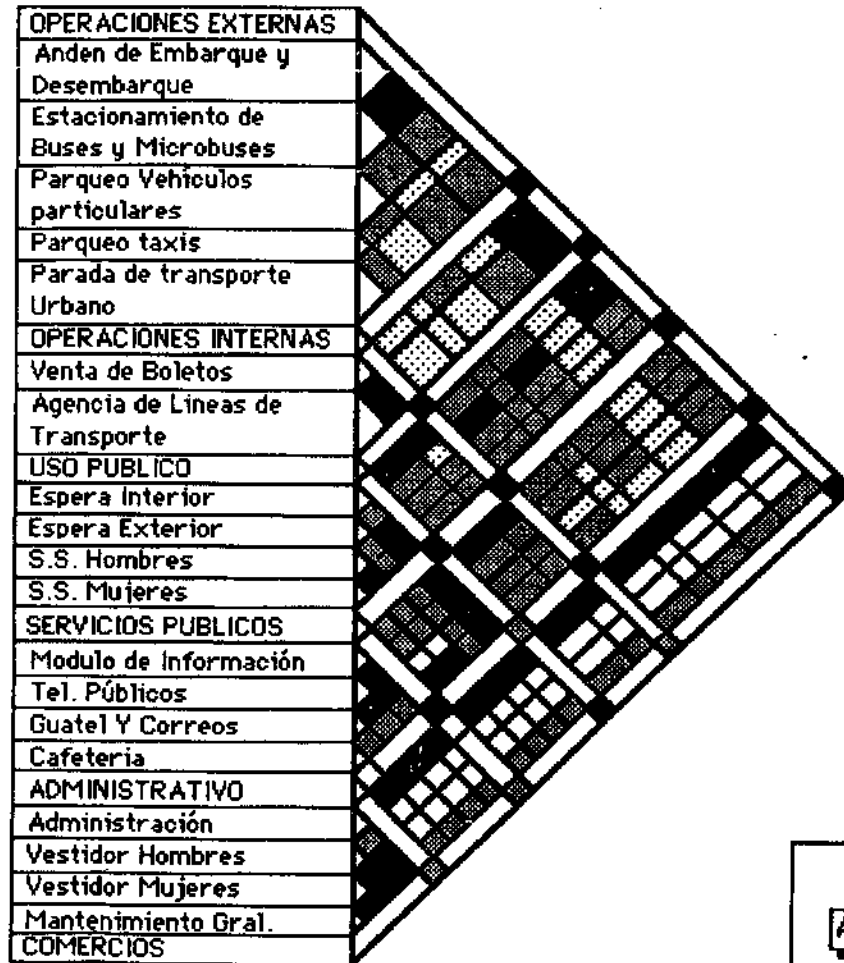 OPERACIONES EXTERNAS
Anden de Embarque y
Desembarque
Estacionamiento de
Buses y Microbuses
Parqueo Vehiculos
particulares
Parqueo taxis
Parada de transporte
Urbano
OPERACIONES INTERNAS
Venta de Boletos
Agencia de Lineas de
Transporte
USO PUBLICO
Espera Interior
Espera Exterior
S.S. Hombres
S.S. Mujeres
SERVICIOS PUBLICOS
Modulo de Información
Tel. Públicos
Guatel Y Correos
Cafeteria
ADMINISTRATIVO
Administración
Vestidor Hombres
Vestidor Mujeres
Mantenimiento Gral.
COMERCIOS